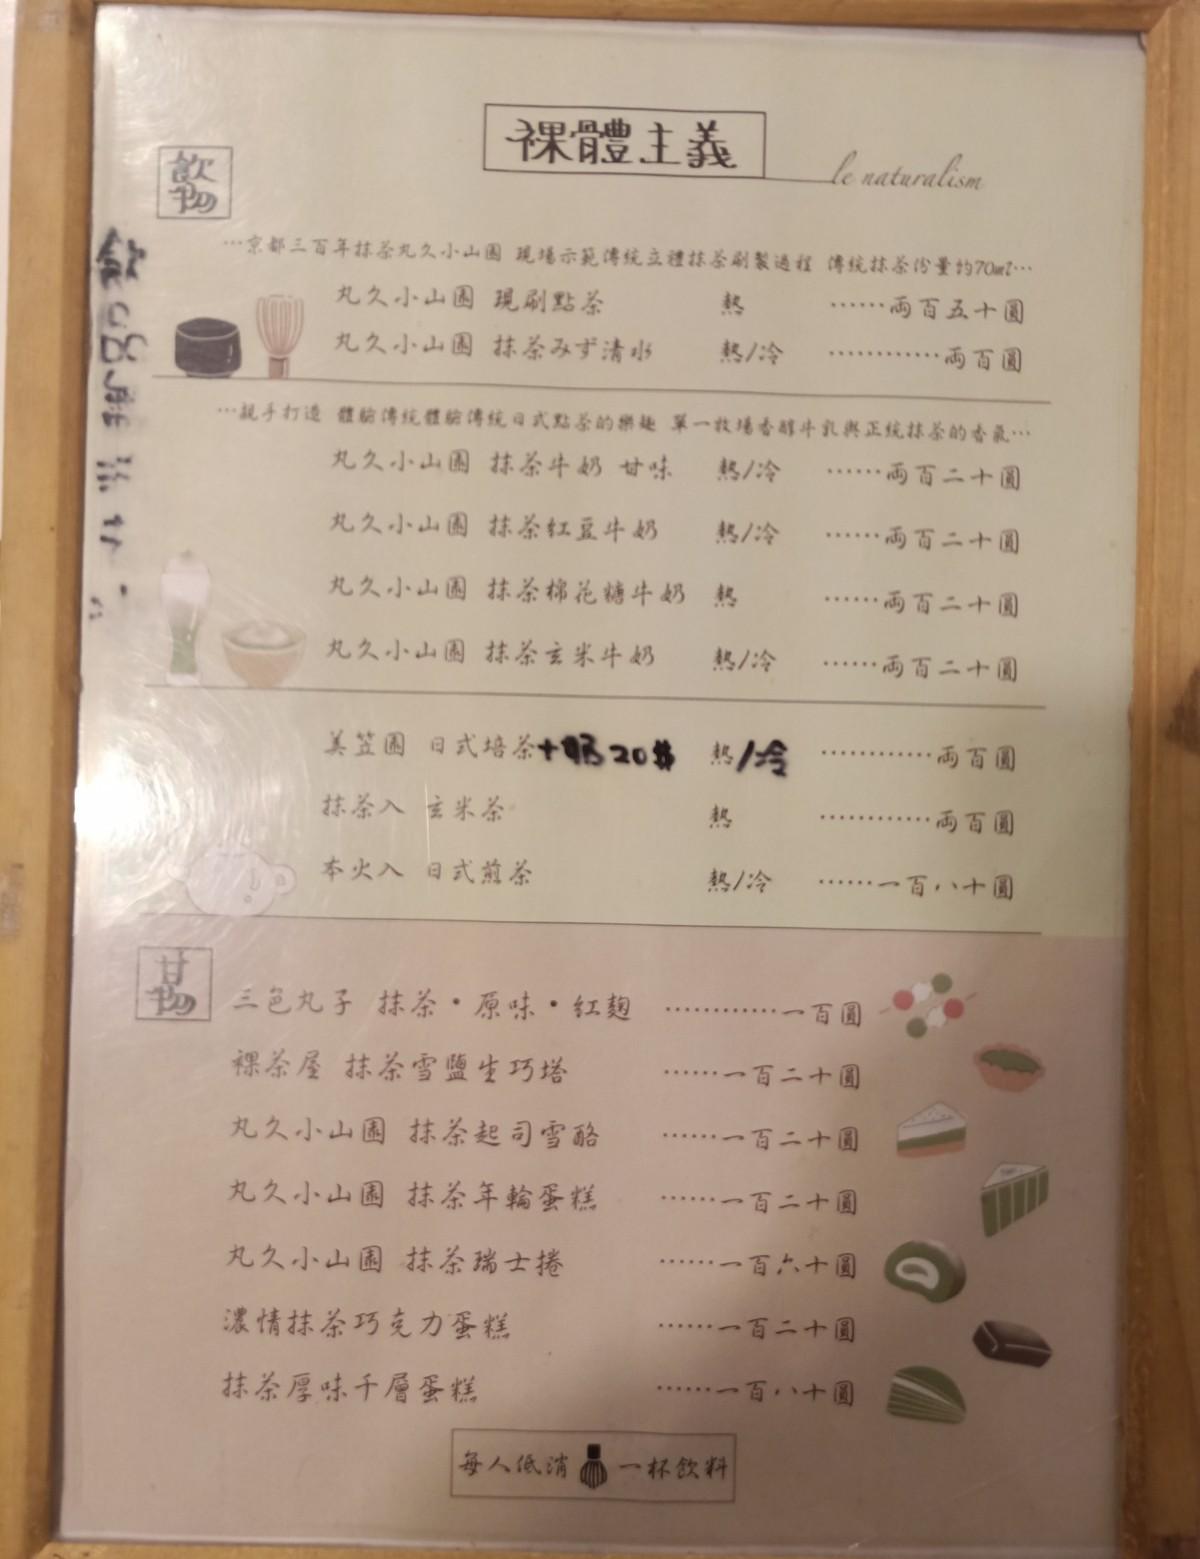 裸體主義
le naturalism
飲物
…京都三百年抹茶丸久小山園 現場示範傳統立禮抹茶刷製過程 傳統抹茶份量約70ml…
丸久小山園 現刷點茶 熱 ……両百五十圓
丸久小山園 抹茶みず清水 熱/冷 …………両百圓
…親手打造 體驗傳統體驗傳統日式點茶的樂趣 單一牧場香醇牛乳與正統抹茶的香氣…
丸久小山園 抹茶牛奶 甘味 熱/冷 ……両百二十圓
丸久小山園 抹茶紅豆牛奶 熱/冷 ……両百二十圓
丸久小山園 抹茶棉花糖牛奶 熱 ……両百二十圓
丸久小山園 抹茶玄米牛奶 熱/冷 ……両百二十圓
美笠園 日式培茶+奶20$ 熱/冷 …………両百圓
抹茶入 玄米茶 熱 …………両百圓
本火入 日式煎茶 熱/冷 ……一百八十圓
甘物
三色丸子 抹茶・原味・紅麴 …………一百圓
裸茶屋 抹茶雪鹽生巧塔 ……一百二十圓
丸久小山園 抹茶起司雪酪 ……一百二十圓
丸久小山園 抹茶年輪蛋糕 ……一百二十圓
丸久小山園 抹茶瑞士捲 ……一百六十圓
濃情抹茶巧克力蛋糕 ……一百二十圓
抹茶厚味千層蛋糕 ……一百八十圓
每人低消 一杯飲料